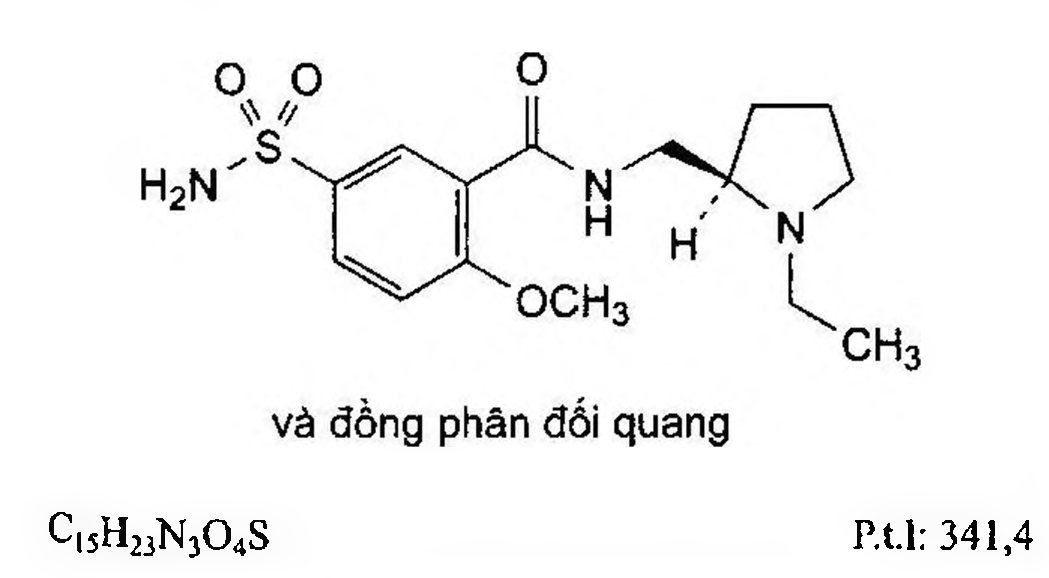 O O O
S
H₂N
N
H
H
N
OCH₃
CH₃
và đồng phân đối quang
C₁₅H₂₃N₃O₄S P.t.l: 341,4